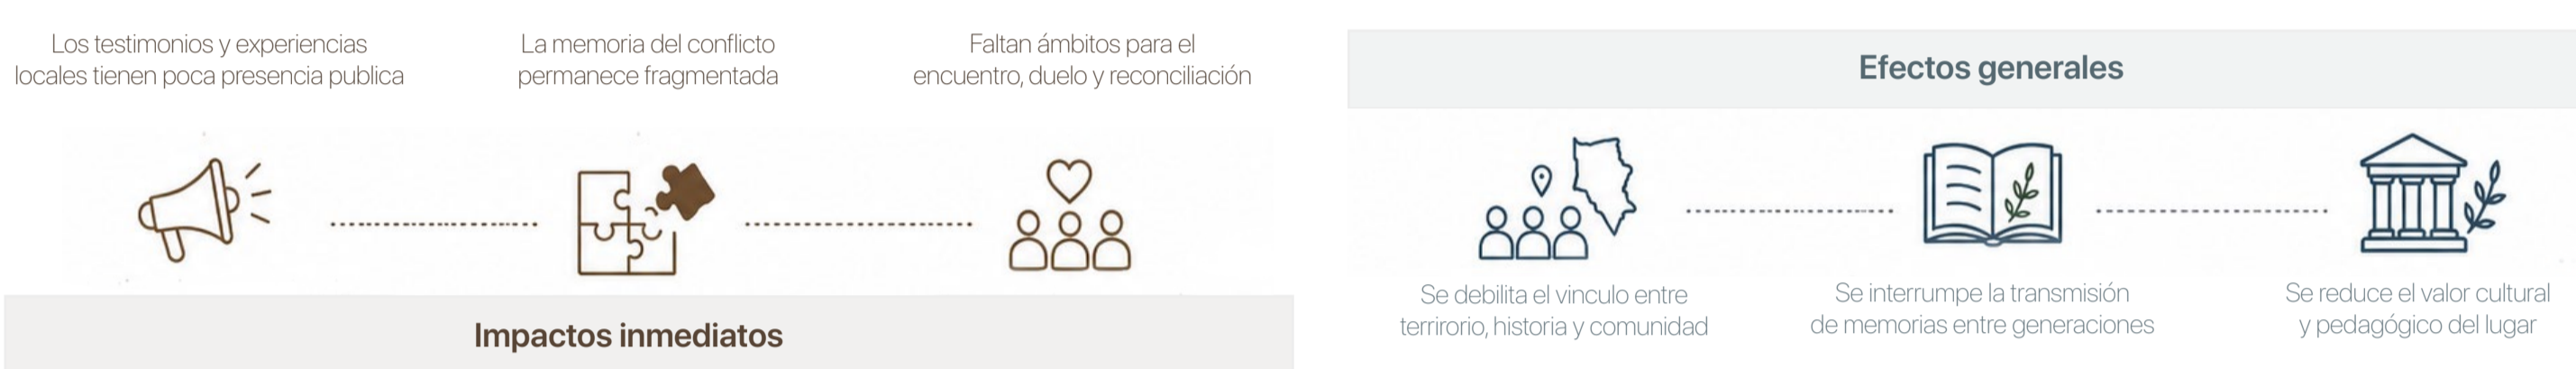 Los testimonios y experiencias
locales tienen poca presencia publica
La memoria del conflicto
permanece fragmentada
Faltan ámbitos para el
encuentro, duelo y reconciliación
Impactos inmediatos
Efectos generales
Se debilita el vinculo entre
terrirorio, historia y comunidad
Se interrumpe la transmisión
de memorias entre generaciones
Se reduce el valor cultural
y pedagógico del lugar